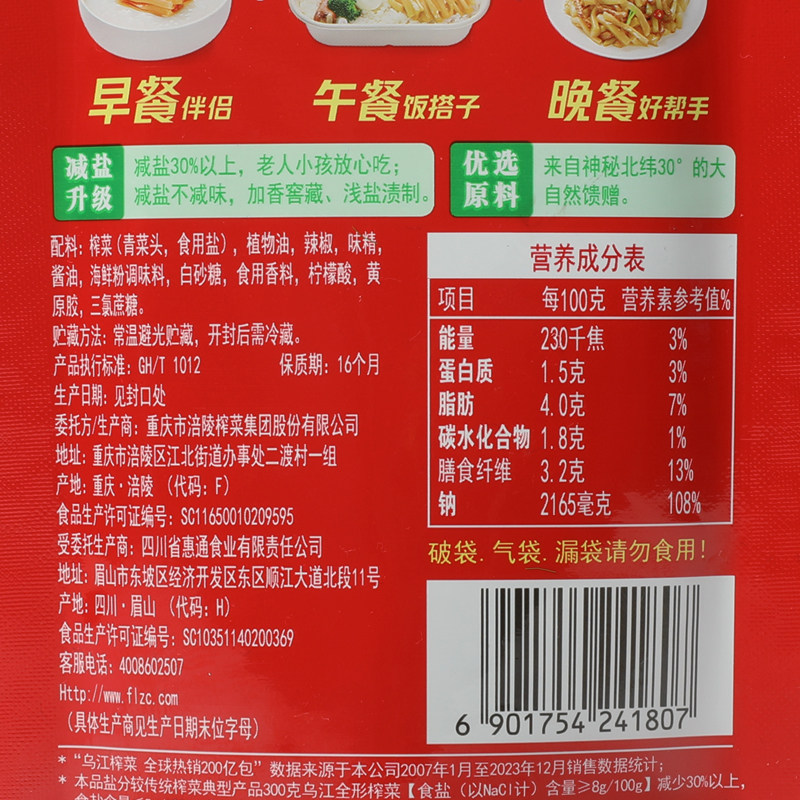 早餐伴侣
午餐饭搭子
晚餐好帮手
减盐升级
减盐30%以上，老人小孩放心吃；
减盐不减味，加香窖藏、浅盐渍制。
优选原料
来自神秘北纬30°的大
自然馈赠。
配料：榨菜(青菜头，食用盐)，植物油，辣椒，味精，
酱油，海鲜粉调味料，白砂糖，食用香料，柠檬酸，黄
原胶，三氯蔗糖。
贮藏方法：常温避光贮藏，开封后需冷藏。
产品执行标准：GH/T 1012 保质期：16个月
生产日期：见封口处
委托方/生产商：重庆市涪陵榨菜集团股份有限公司
地址：重庆市涪陵区江北街道办事处二渡村一组
产地：重庆·涪陵 (代码：F)
食品生产许可证编号：SC11650010209595
受委托生产商：四川省惠通食业有限责任公司
地址：眉山市东坡区经济开发区东区顺江大道北段11号
产地：四川·眉山 (代码：H)
食品生产许可证编号：SC10351140200369
客服电话：4008602507
Http://www.flzc.com
(具体生产商见生产日期末位字母)
营养成分表
项目 每100克 营养素参考值%
能量 230千焦 3%
蛋白质 1.5克 3%
脂肪 4.0克 7%
碳水化合物 1.8克 1%
膳食纤维 3.2克 13%
钠 2165毫克 108%
破袋.气袋.漏袋请勿食用！
6 901754 241807
* “乌江榨菜 全球热销200亿包”数据来源于本公司2007年1月至2023年12月销售数据统计；
* 本品盐分较传统榨菜典型产品300克乌江全形榨菜【食盐（以NaCl计）含量≥8g/100g】减少30%以上，